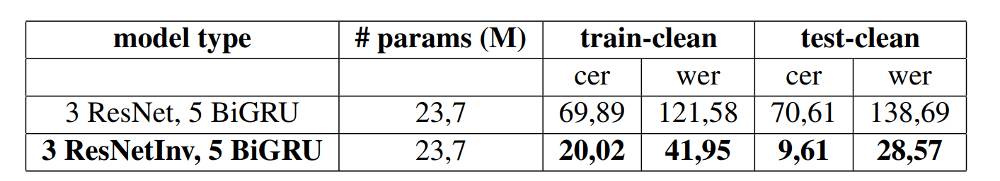 model type # params (M) train-clean test-clean
cer wer cer wer
3 ResNet, 5 BiGRU 23,7 69,89 121,58 70,61 138,69
3 ResNetInv, 5 BiGRU 23,7 20,02 41,95 9,61 28,57